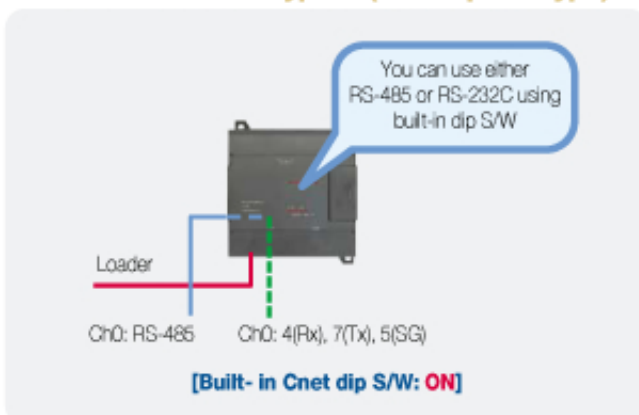 You can use either
RS-485 or RS-232C using
built-in dip S/W
Loader
Ch0: RS-485
Ch0: 4(Rx), 7(Tx), 5(SG)
[Built- in Cnet dip S/W: ON]